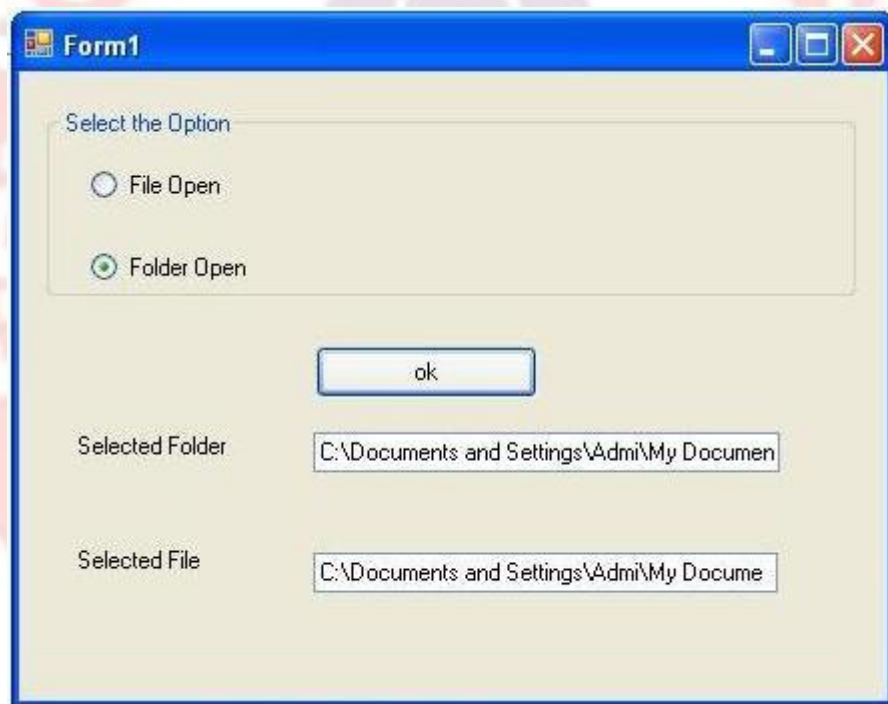 Form1
Select the Option
File Open
Folder Open
ok
Selected Folder
C:\Documents and Settings\Admi\My Documen
Selected File
C:\Documents and Settings\Admi\My Docume